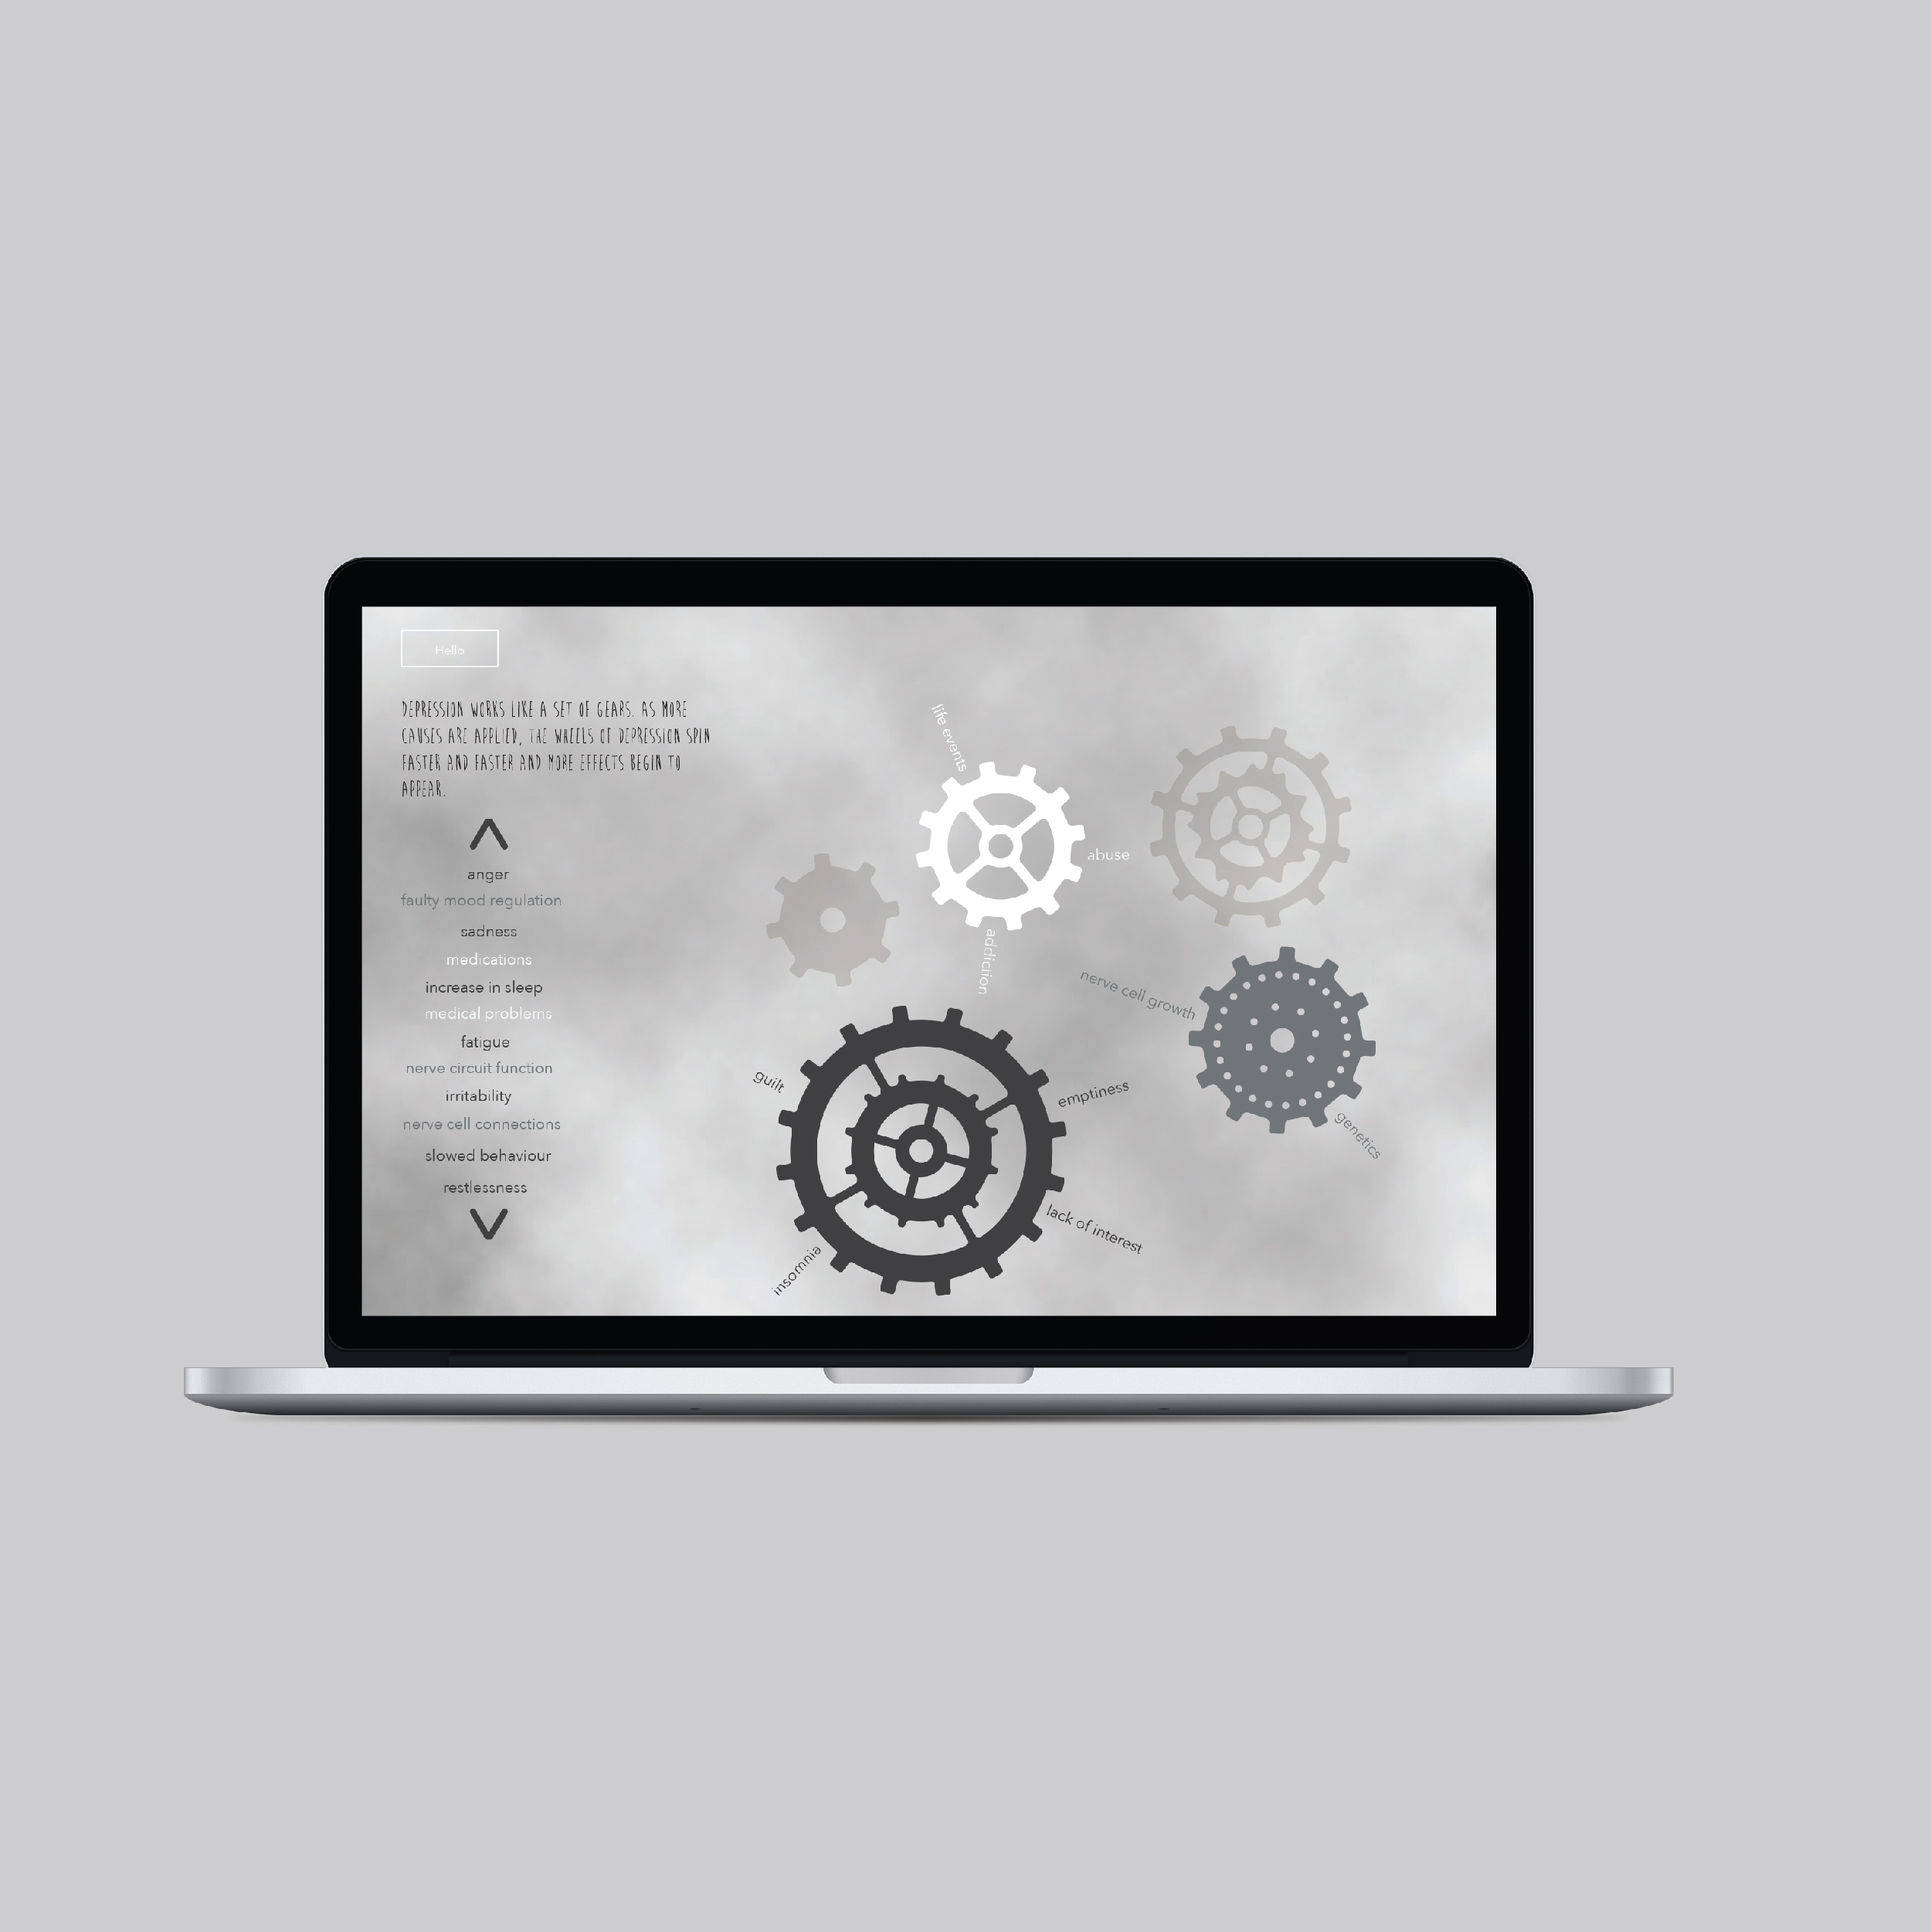 Hello
DEPRESSION WORKS LIKE A SET OF GEARS. AS MORE
CAUSES ARE APPLIED, THE WHEELS OF DEPRESSION SPIN
FASTER AND FASTER AND MORE EFFECTS BEGIN TO
APPEAR.
anger
faulty mood regulation
sadness
medications
increase in sleep
medical problems
fatigue
nerve circuit function
irritability
nerve cell connections
slowed behaviour
restlessness
life events
abuse
addiction
nerve cell growth
genetics
guilt
emptiness
lack of interest
insomnia